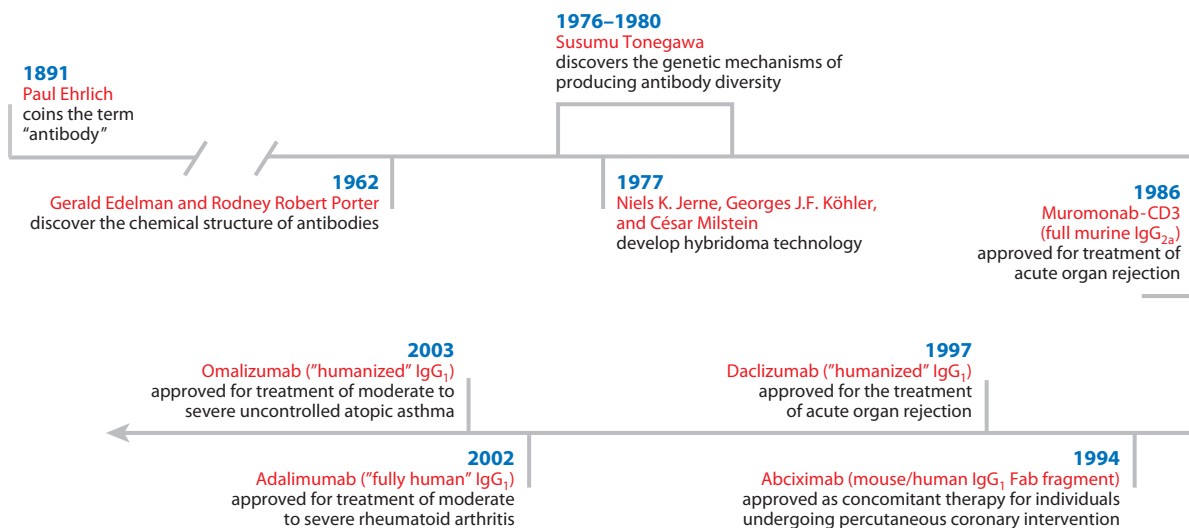 1891
Paul Ehrlich
coins the term
“antibody”
1962
Gerald Edelman and Rodney Robert Porter
discover the chemical structure of antibodies
1976–1980
Susumu Tonegawa
discovers the genetic mechanisms of
producing antibody diversity
1977
Niels K. Jerne, Georges J.F. Köhler,
and César Milstein
develop hybridoma technology
1986
Muromonab-CD3
(full murine IgG2a)
approved for treatment of
acute organ rejection
1994
Abciximab (mouse/human IgG1 Fab fragment)
approved as concomitant therapy for individuals
undergoing percutaneous coronary intervention
1997
Daclizumab (”humanized” IgG1)
approved for the treatment
of acute organ rejection
2002
Adalimumab (”fully human” IgG1)
approved for treatment of moderate
to severe rheumatoid arthritis
2003
Omalizumab (”humanized” IgG1)
approved for treatment of moderate to
severe uncontrolled atopic asthma